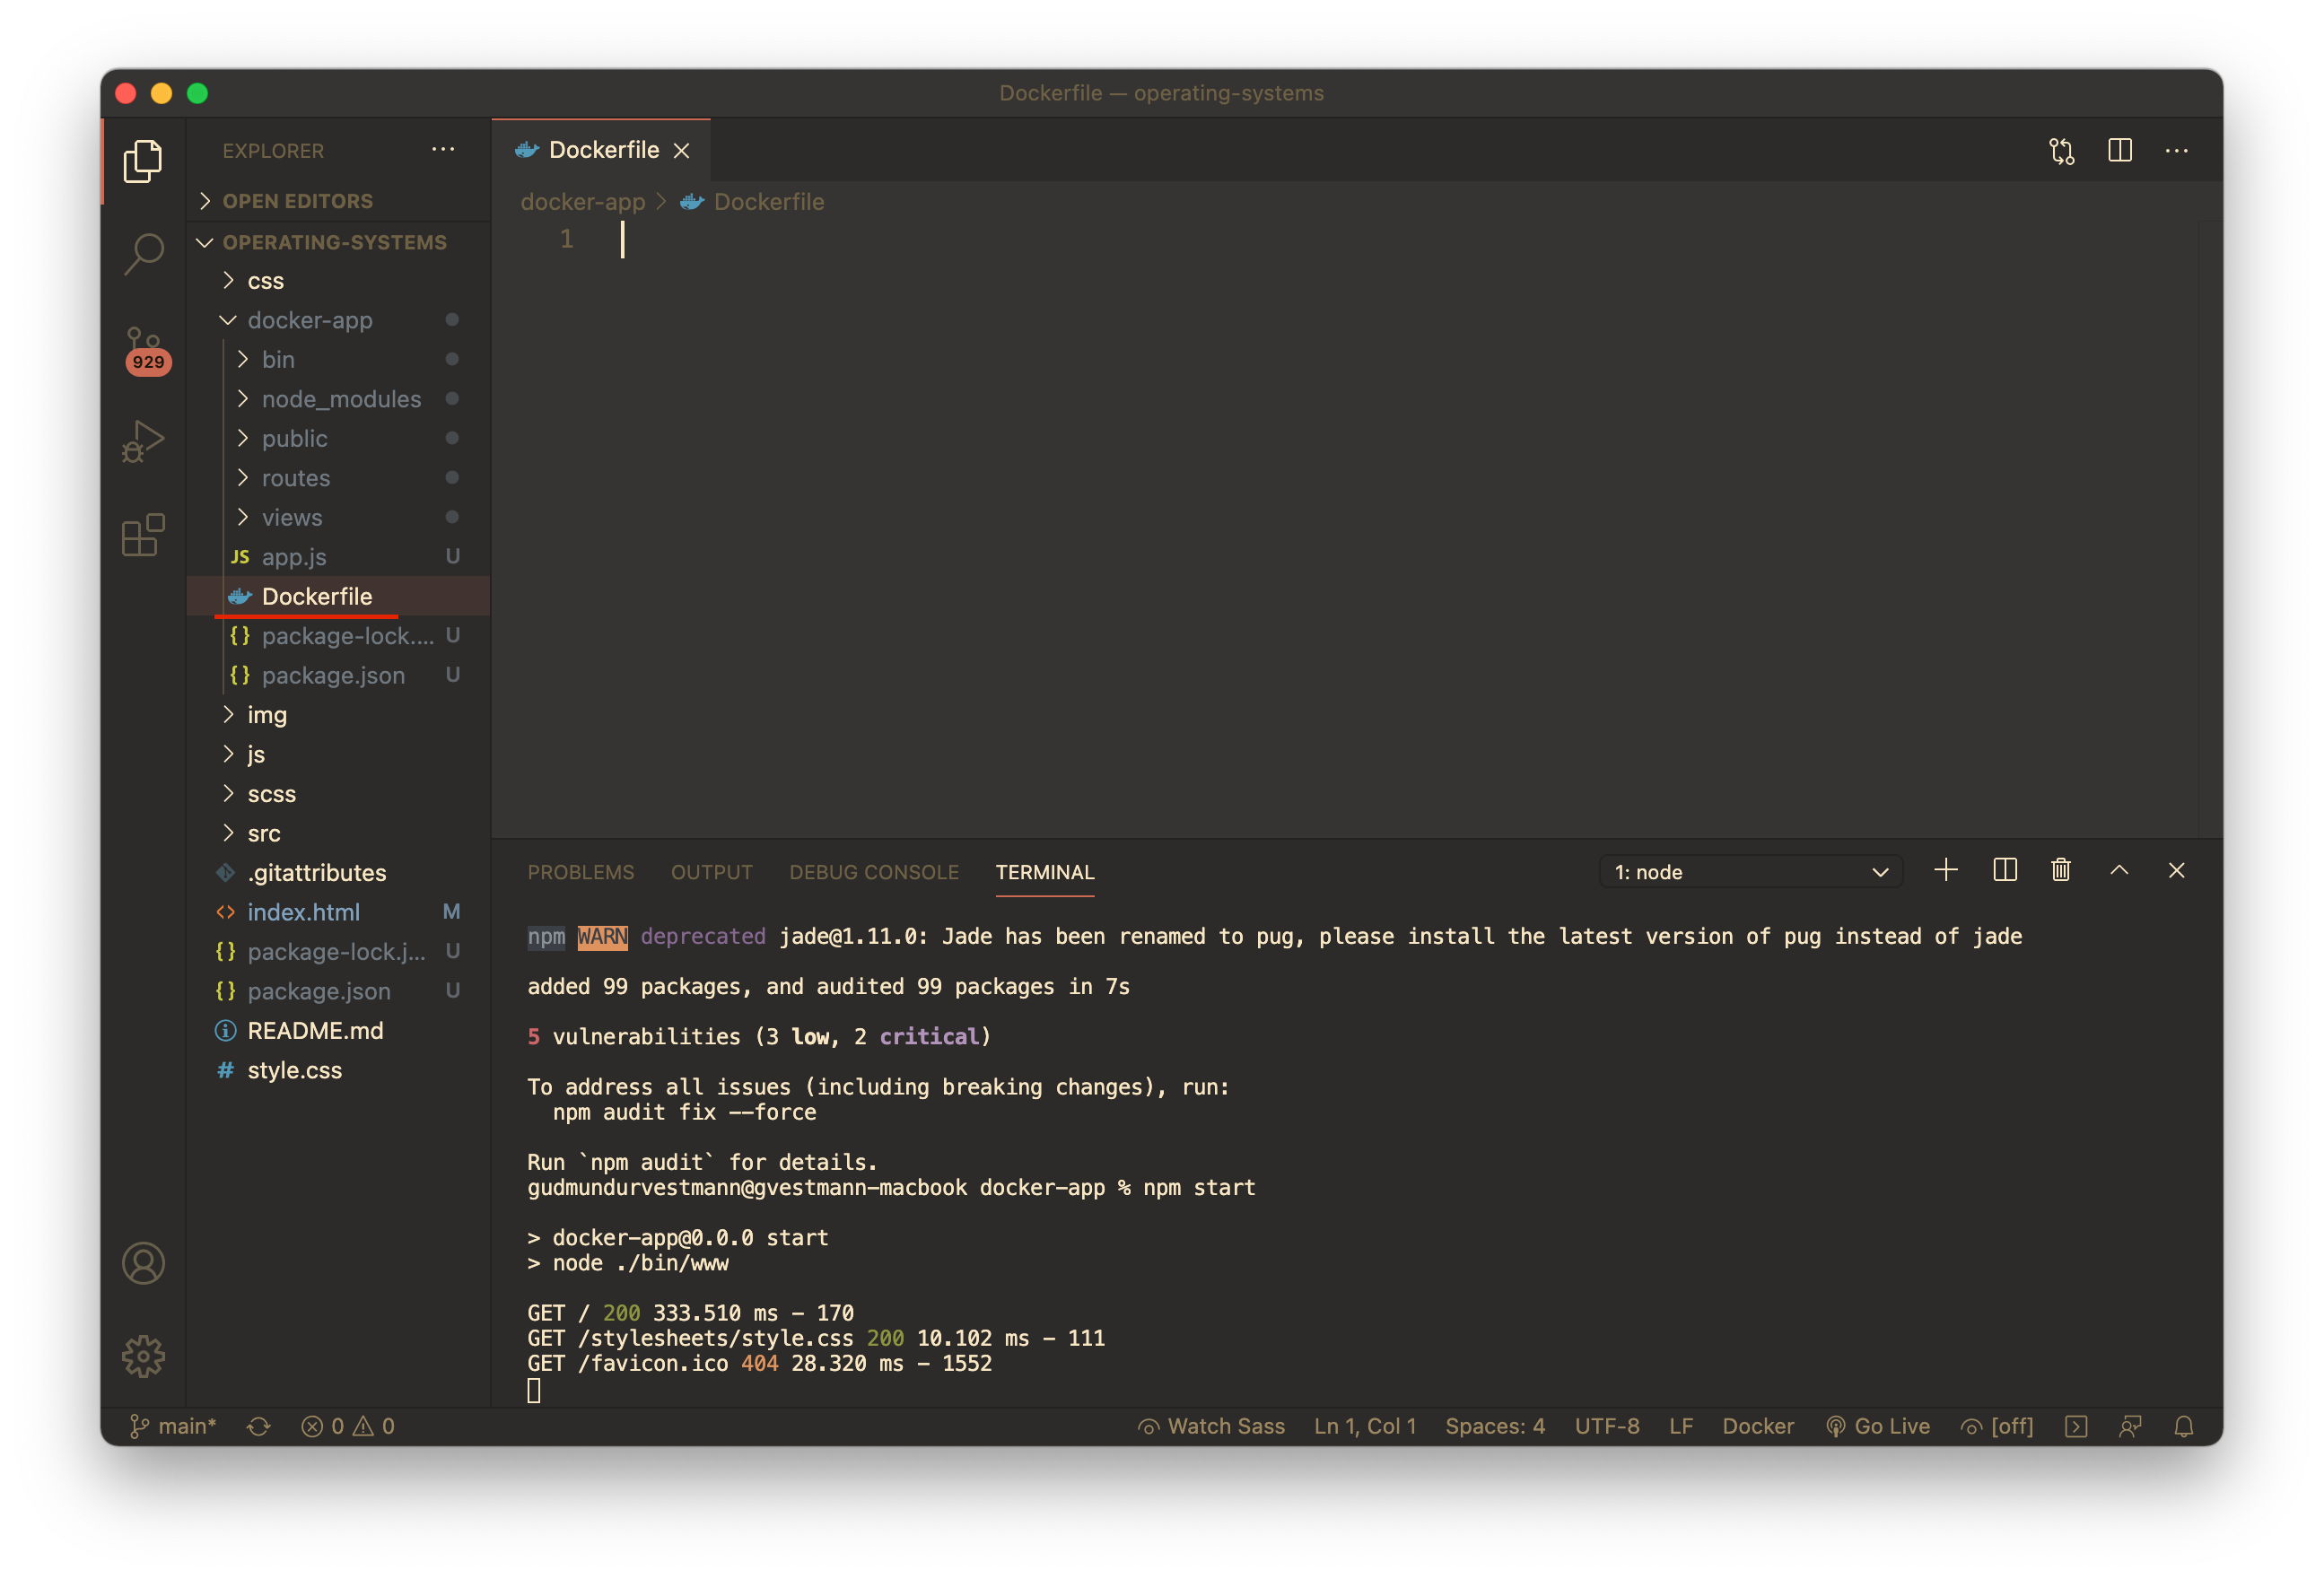 Dockerfile — operating-systems
EXPLORER
OPEN EDITORS
OPERATING-SYSTEMS
css
docker-app
bin
node_modules
public
routes
views
JS app.js U
Dockerfile
{} package-lock.... U
{} package.json U
img
js
scss
src
.gitattributes
<> index.html M
{} package-lock.j... U
{} package.json U
README.md
# style.css
929
Dockerfile
docker-app > Dockerfile
1
PROBLEMS OUTPUT DEBUG CONSOLE TERMINAL 1: node
npm WARN deprecated jade@1.11.0: Jade has been renamed to pug, please install the latest version of pug instead of jade
added 99 packages, and audited 99 packages in 7s
5 vulnerabilities (3 low, 2 critical)
To address all issues (including breaking changes), run:
npm audit fix --force
Run `npm audit` for details.
gudmundurvestmann@gvestmann-macbook docker-app % npm start
> docker-app@0.0.0 start
> node ./bin/www
GET / 200 333.510 ms - 170
GET /stylesheets/style.css 200 10.102 ms - 111
GET /favicon.ico 404 28.320 ms - 1552
main* 0 0 Watch Sass Ln 1, Col 1 Spaces: 4 UTF-8 LF Docker Go Live [off]